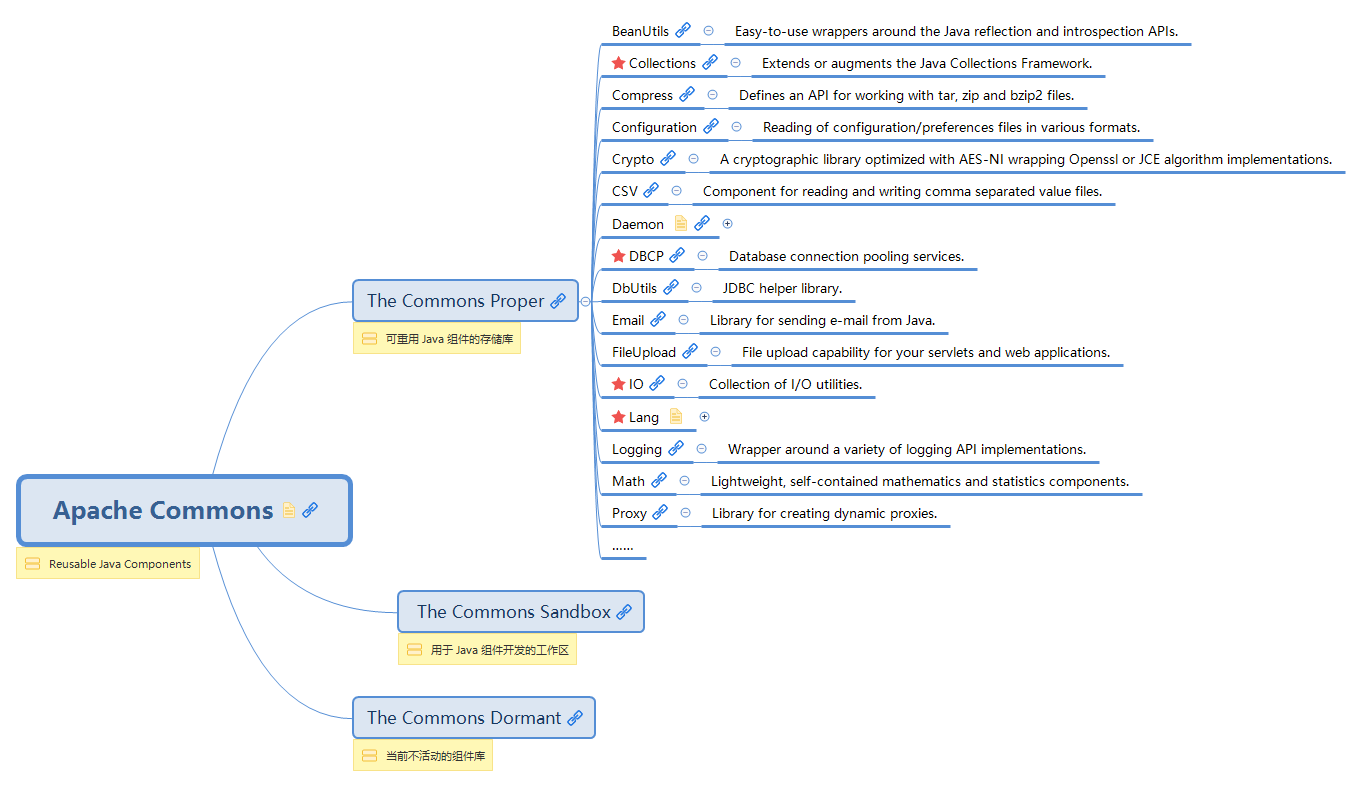 BeanUtils Easy-to-use wrappers around the Java reflection and introspection APIs.
Collections Extends or augments the Java Collections Framework.
Compress Defines an API for working with tar, zip and bzip2 files.
Configuration Reading of configuration/preferences files in various formats.
Crypto A cryptographic library optimized with AES-NI wrapping Openssl or JCE algorithm implementations.
CSV Component for reading and writing comma separated value files.
Daemon
DBCP Database connection pooling services.
DbUtils JDBC helper library.
The Commons Proper
Email Library for sending e-mail from Java.
可重用 Java 组件的存储库
FileUpload File upload capability for your servlets and web applications.
IO Collection of I/O utilities.
Lang
Logging Wrapper around a variety of logging API implementations.
Math Lightweight, self-contained mathematics and statistics components.
Proxy Library for creating dynamic proxies.
......
Apache Commons
Reusable Java Components
The Commons Sandbox
用于 Java 组件开发的工作区
The Commons Dormant
当前不活动的组件库